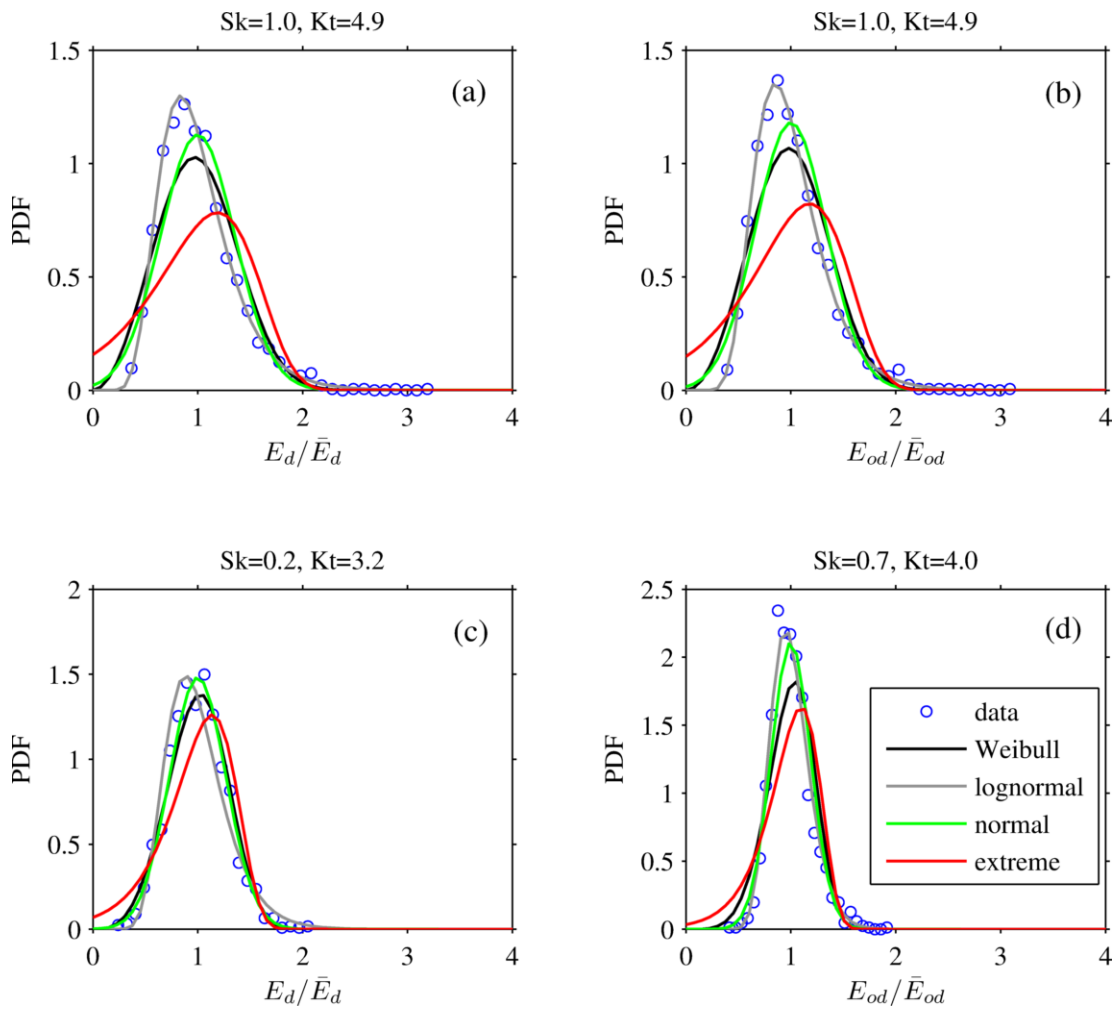 Sk=1.0, Kt=4.9
1.5
1
0.5
0
PDF
(a)
0 1 2 3 4
E_d/Ē_d
Sk=1.0, Kt=4.9
1.5
1
0.5
0
PDF
(b)
0 1 2 3 4
E_od/Ē_od
Sk=0.2, Kt=3.2
2
1.5
1
0.5
0
PDF
(c)
0 1 2 3 4
E_d/Ē_d
Sk=0.7, Kt=4.0
2.5
2
1.5
1
0.5
0
PDF
(d)
data
Weibull
lognormal
normal
extreme
0 1 2 3 4
E_od/Ē_od